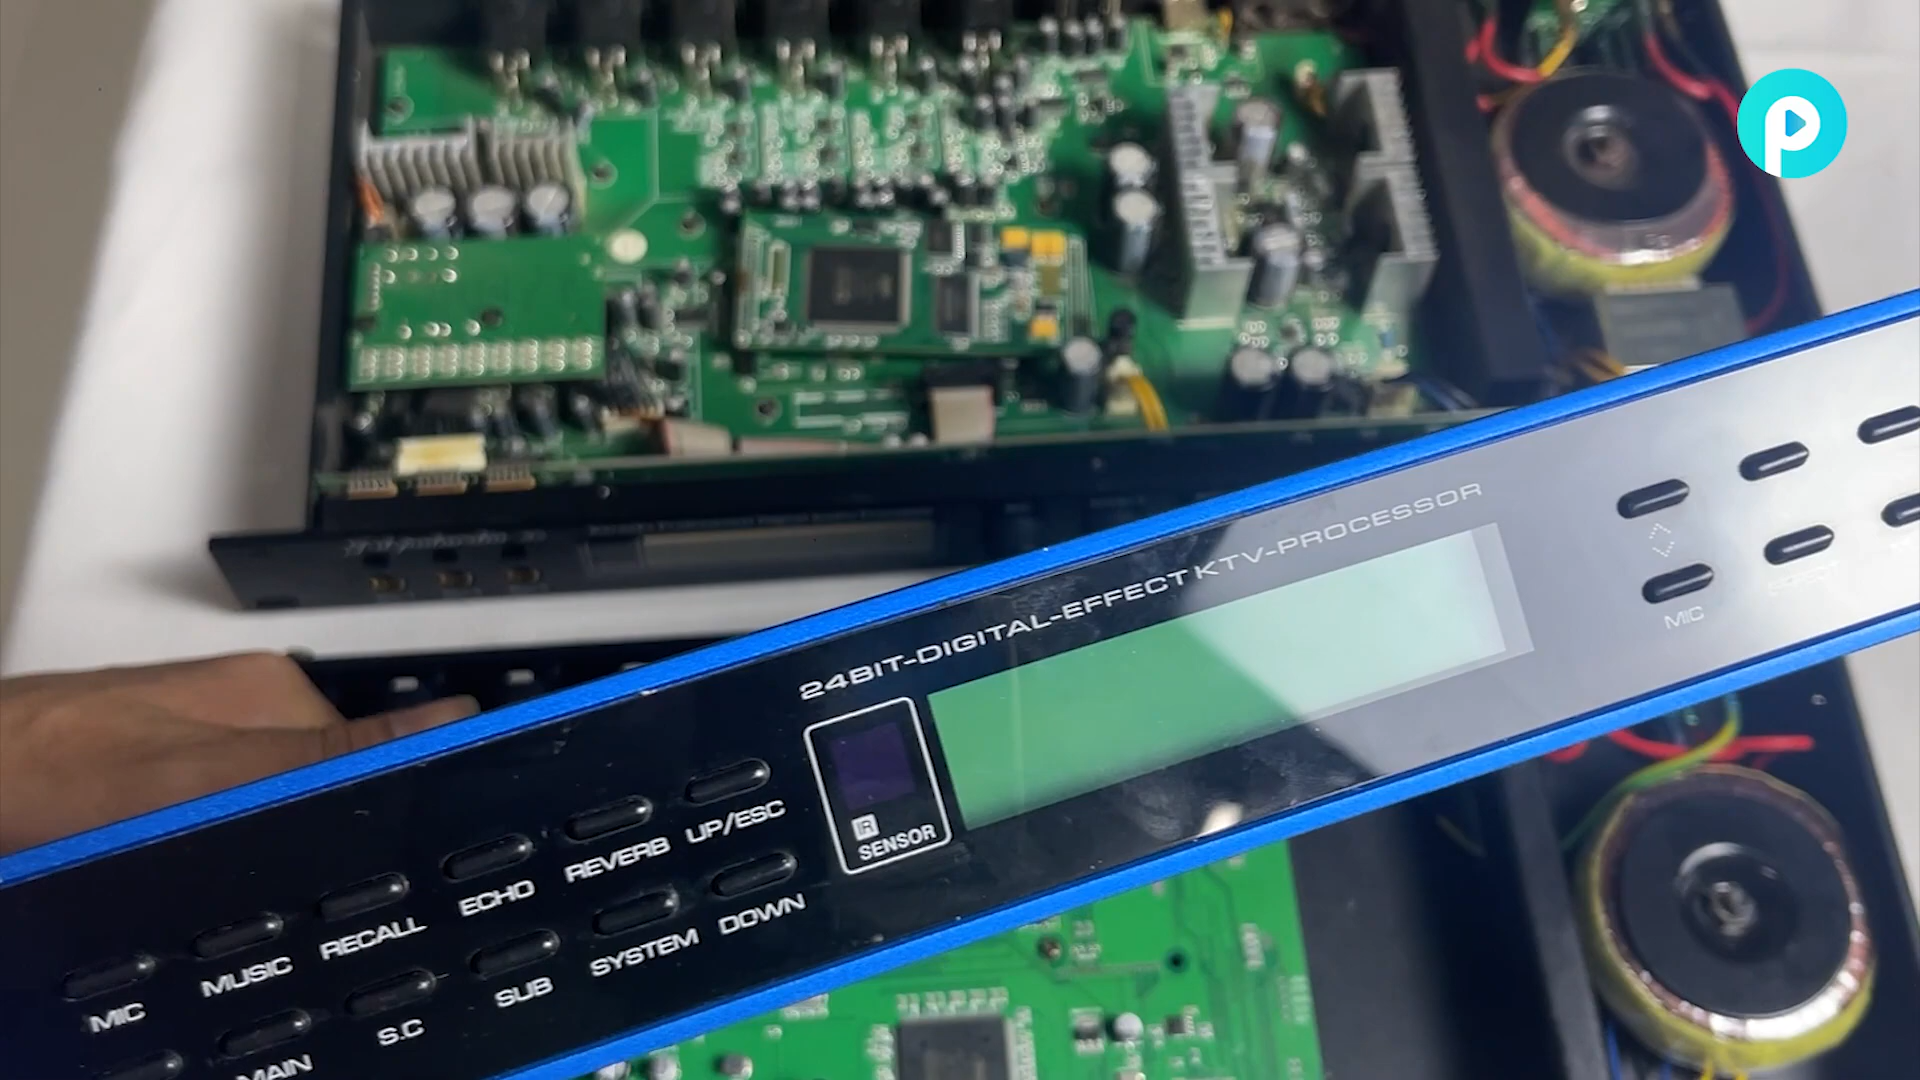 24BIT-DIGITAL-EFFECT KTV-PROCESSOR
IR
SENSOR
MIC
MUSIC
RECALL
ECHO
REVERB
UP/ESC
MAIN
S.C
SUB
SYSTEM
DOWN
MIC